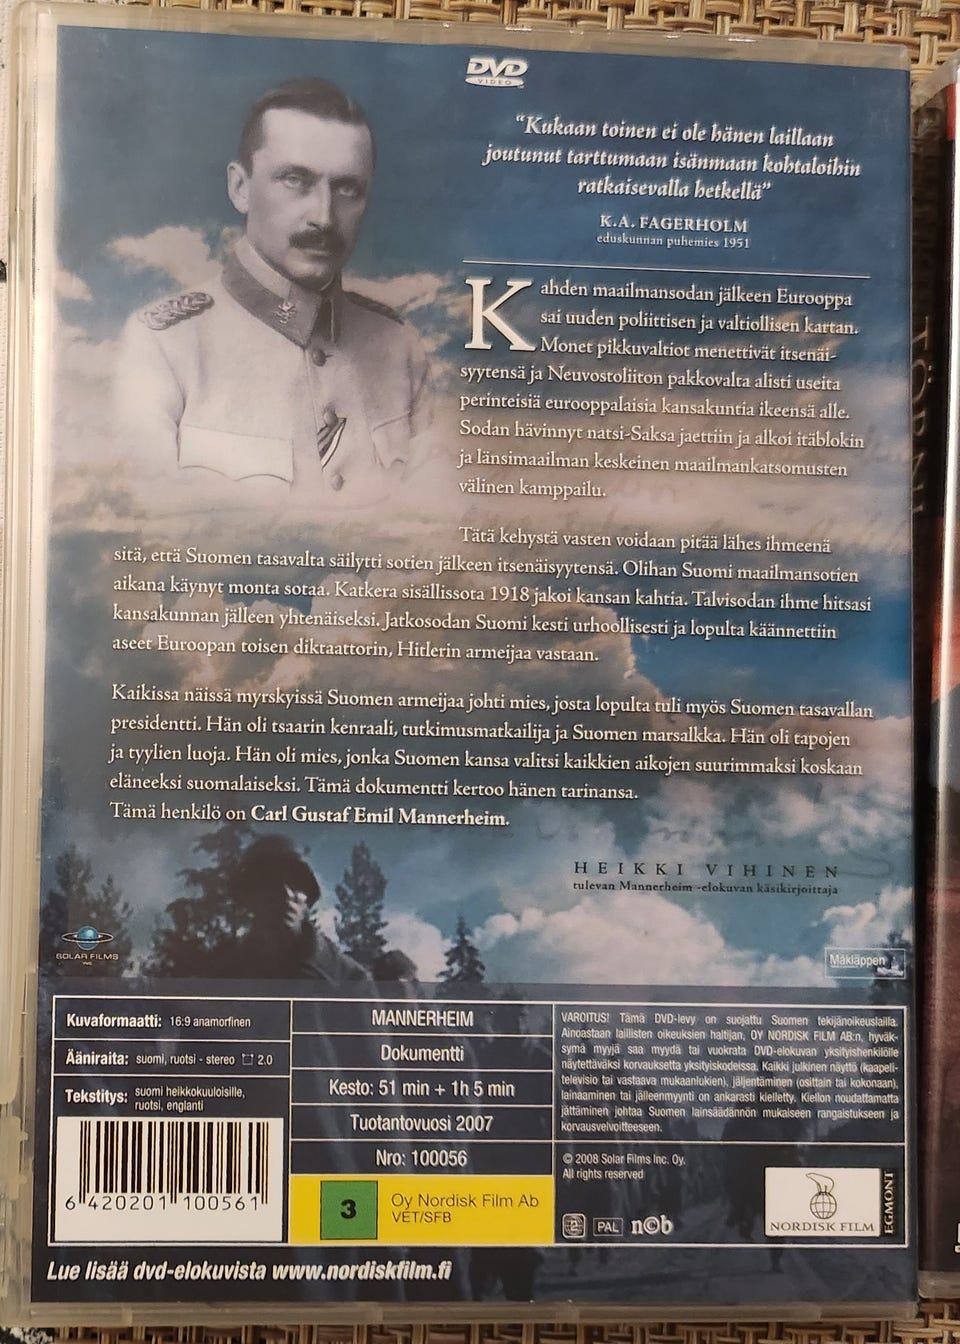 DVD
VIDEO
“Kukaan toinen ei ole hänen laillaan
joutunut tarttumaan isänmaan kohtaloihin
ratkaisevalla hetkellä”
K.A. FAGERHOLM
eduskunnan puhemies 1951
Kahden maailmansodan jälkeen Eurooppa
sai uuden poliittisen ja valtiollisen kartan.
Monet pikkuvaltiot menettivät itsenäi-
syytensä ja Neuvostoliiton pakkovalta alisti useita
perinteisiä eurooppalaisia kansakuntia ikeensä alle.
Sodan hävinnyt natsi-Saksa jaettiin ja alkoi itäblokin
ja länsimaailman keskeinen maailmankatsomusten
välinen kamppailu.
Tätä kehystä vasten voidaan pitää lähes ihmeenä
sitä, että Suomen tasavalta säilytti sotien jälkeen itsenäisyytensä. Olihan Suomi maailmansotien
aikana käynyt monta sotaa. Katkera sisällissota 1918 jakoi kansan kahtia. Talvisodan ihme hitsasi
kansakunnan jälleen yhtenäiseksi. Jatkosodan Suomi kesti urhoollisesti ja lopulta käännettiin
aseet Euroopan toisen diktaattorin, Hitlerin armeijaa vastaan.
Kaikissa näissä myrskyissä Suomen armeijaa johti mies, josta lopulta tuli myös Suomen tasavallan
presidentti. Hän oli tsaarin kenraali, tutkimusmatkailija ja Suomen marsalkka. Hän oli tapojen
ja tyylien luoja. Hän oli mies, jonka Suomen kansa valitsi kaikkien aikojen suurimmaksi koskaan
eläneeksi suomalaiseksi. Tämä dokumentti kertoo hänen tarinansa.
Tämä henkilö on Carl Gustaf Emil Mannerheim.
HEIKKI VIHINEN
tulevan Mannerheim -elokuvan käsikirjoittaja
SOLAR FILMS
INC
Mäkläppen
Kuvaformaatti: 16:9 anamorfinen
Ääniraita: suomi, ruotsi - stereo 2.0
Tekstitys: suomi heikkokuuloisille,
ruotsi, englanti
6 420201 100561
MANNERHEIM
Dokumentti
Kesto: 51 min + 1h 5 min
Tuotantovuosi 2007
Nro: 100056
3
Oy Nordisk Film Ab
VET/SFB
VAROITUS! Tämä DVD-levy on suojattu Suomen tekijänoikeuslailla.
Ainoastaan laillisten oikeuksien haltijan, OY NORDISK FILM AB:n, hyväk-
symä myyjä saa myydä tai vuokrata DVD-elokuvan yksityishenkilölle
näytettäväksi korvauksetta yksityiskodeissa. Kaikki julkinen näyttö (kaapeli-
televisio tai vastaava mukaanlukien), jäljentäminen (osittain tai kokonaan),
lainaaminen tai jälleenmyynti on ankarasti kielletty. Kiellon noudattamatta
jättäminen johtaa Suomen lainsäädännön mukaiseen rangaistukseen ja
korvausvelvoitteeseen.
© 2008 Solar Films Inc. Oy.
All rights reserved
2
PAL
n©b
NORDISK FILM
EGMONT
Lue lisää dvd-elokuvista www.nordiskfilm.fi